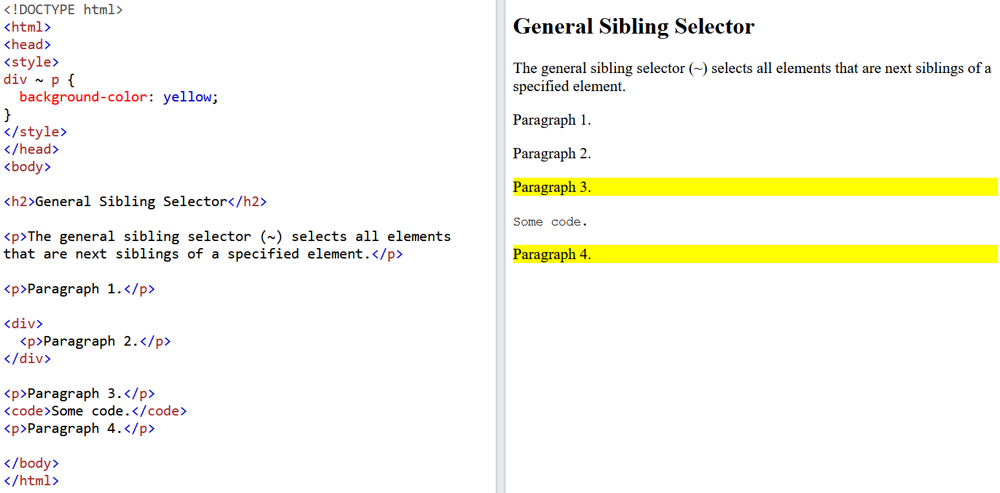 <!DOCTYPE html>
<html>
<head>
<style>
div ~ p {
  background-color: yellow;
}
</style>
</head>
<body>
<h2>General Sibling Selector</h2>
<p>The general sibling selector (~) selects all elements
that are next siblings of a specified element.</p>
<p>Paragraph 1.</p>
<div>
  <p>Paragraph 2.</p>
</div>
<p>Paragraph 3.</p>
<code>Some code.</code>
<p>Paragraph 4.</p>
</body>
</html>
General Sibling Selector
The general sibling selector (~) selects all elements that are next siblings of a
specified element.
Paragraph 1.
Paragraph 2.
Paragraph 3.
Some code.
Paragraph 4.